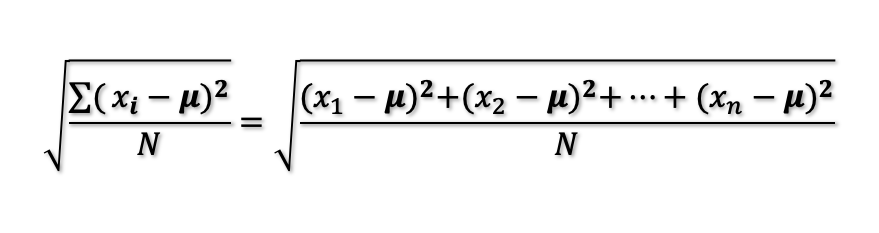 √(∑( xᵢ − μ)²/N) = √((x₁ − μ)²+(x₂ − μ)²+ ⋯ + (xₙ − μ)²/N)